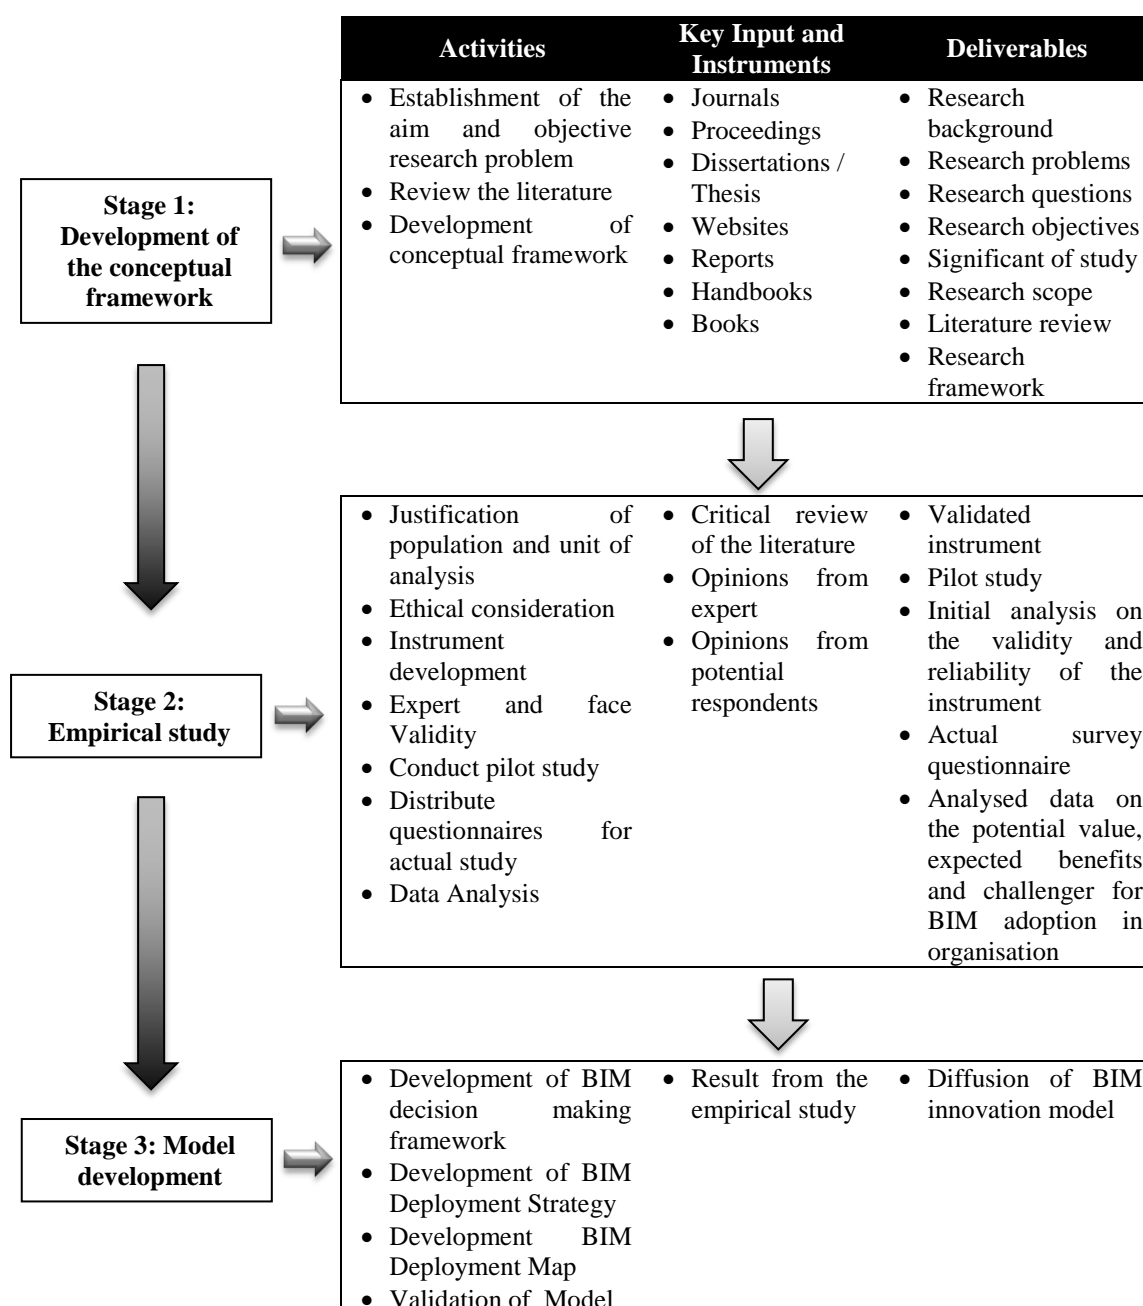 Activities
Key Input and
Instruments
Deliverables
Stage 1:
Development of
the conceptual
framework
• Establishment of the
aim and objective
research problem
• Review the literature
• Development of
conceptual framework
• Journals
• Proceedings
• Dissertations /
Thesis
• Websites
• Reports
• Handbooks
• Books
• Research
background
• Research problems
• Research questions
• Research objectives
• Significant of study
• Research scope
• Literature review
• Research
framework
Stage 2:
Empirical study
• Justification of
population and unit of
analysis
• Ethical consideration
• Instrument
development
• Expert and face
Validity
• Conduct pilot study
• Distribute
questionnaires for
actual study
• Data Analysis
• Critical review
of the literature
• Opinions from
expert
• Opinions from
potential
respondents
• Validated
instrument
• Pilot study
• Initial analysis on
the validity and
reliability of the
instrument
• Actual survey
questionnaire
• Analysed data on
the potential value,
expected benefits
and challenger for
BIM adoption in
organisation
Stage 3: Model
development
• Development of BIM
decision making
framework
• Development of BIM
Deployment Strategy
• Development BIM
Deployment Map
• Validation of Model
• Result from the
empirical study
• Diffusion of BIM
innovation model